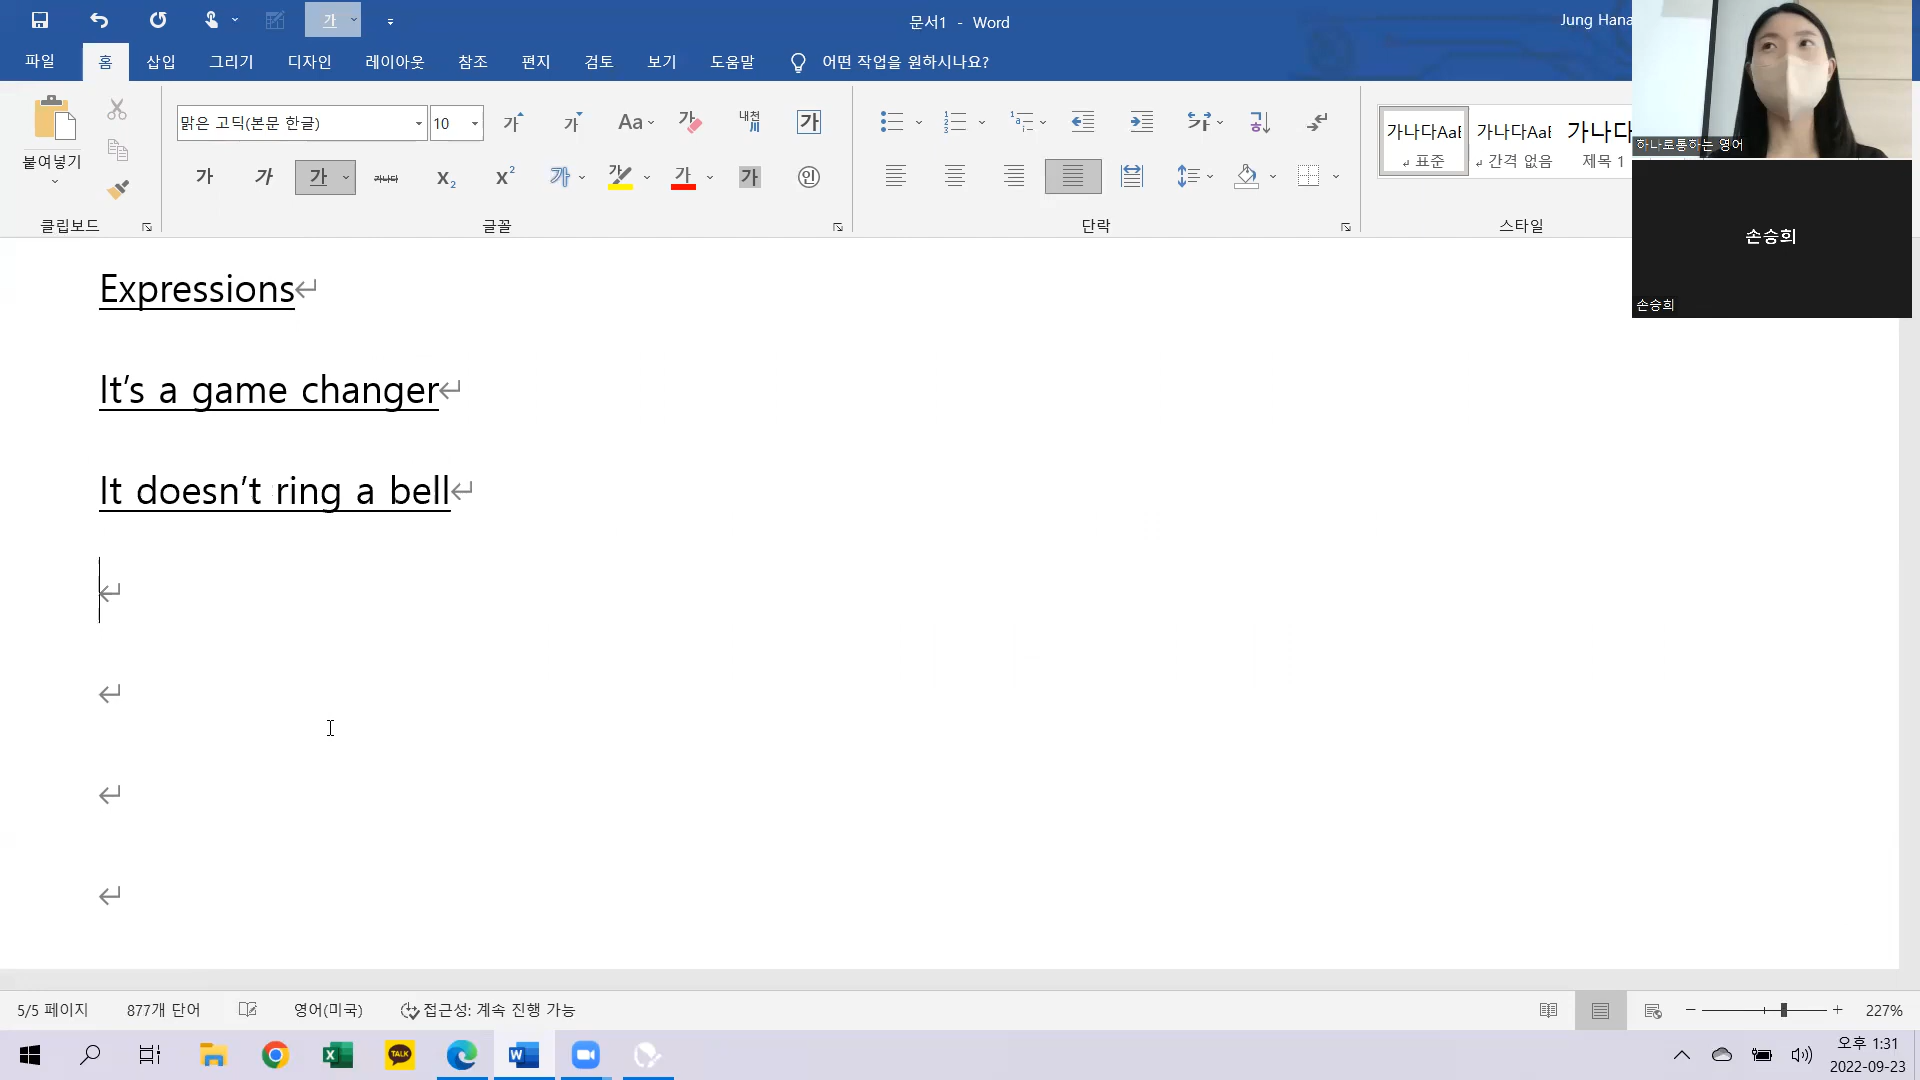 문서1 - Word
Jung Hana
파일 홈 삽입 그리기 디자인 레이아웃 참조 편지 검토 보기 도움말 어떤 작업을 원하시나요?
붙여넣기
맑은 고딕(본문 한글) 10
가나다AaB 가나다AaB 가나다
표준 간격 없음 제목 1
클립보드 글꼴 단락 스타일
하나로통하는 영어
손승희
손승희
Expressions
It's a game changer
It doesn't ring a bell
5/5 페이지 877개 단어 영어(미국) 접근성: 계속 진행 가능 227%
TALK
오후 1:31
2022-09-23